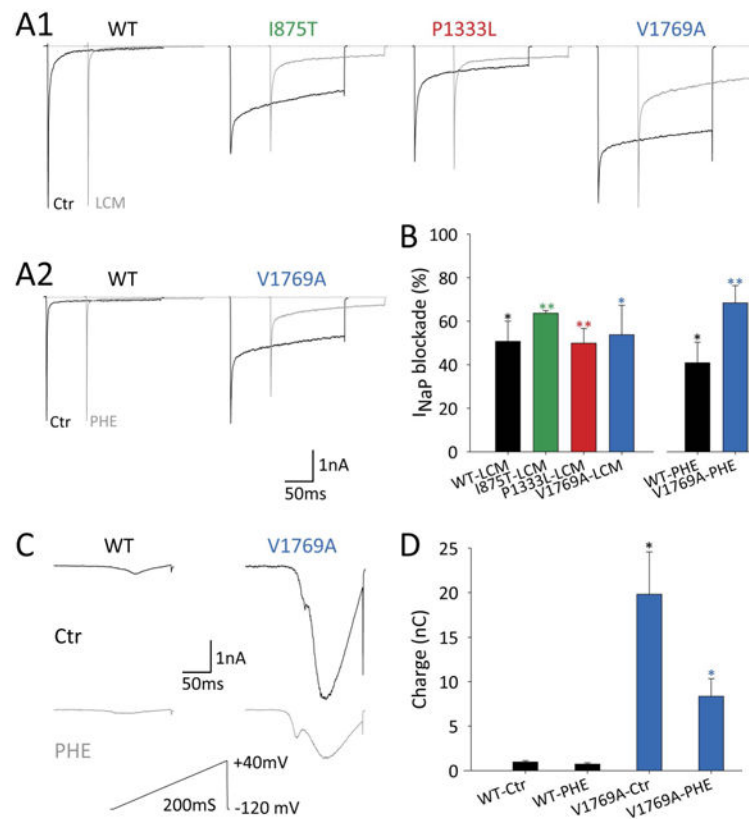 A1 WT I875T P1333L V1769A
Ctr LCM
A2 WT V1769A
Ctr PHE
1nA
50ms
B
I NaP blockade (%)
100
80
60
40
20
0
* ** ** * * **
WT-LCM
I875T-LCM
P1333L-LCM
V1769A-LCM
WT-PHE
V1769A-PHE
C WT V1769A
Ctr
1nA
50ms
PHE
+40mV
200mS
-120 mV
D
Charge (nC)
25
20
15
10
5
0
*
*
WT-Ctr
WT-PHE
V1769A-Ctr
V1769A-PHE